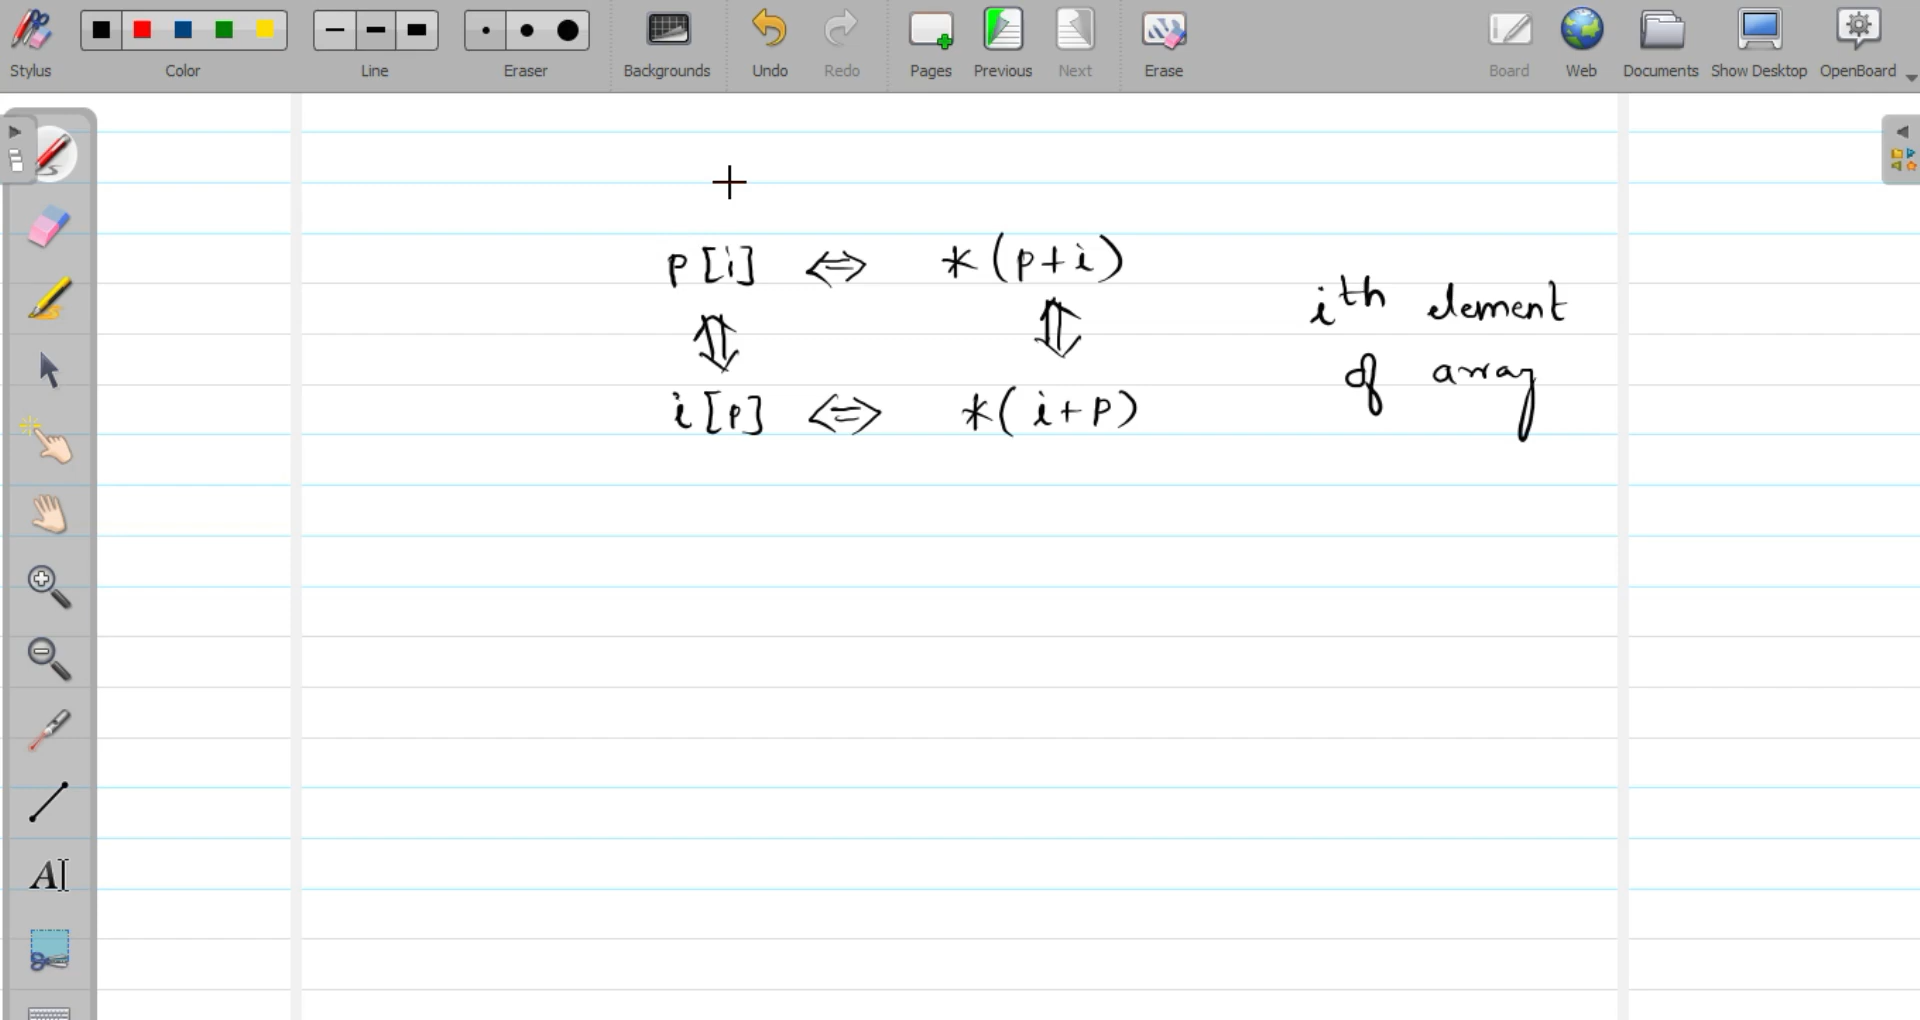 Stylus Color Line Eraser Backgrounds Undo Redo Pages Previous Next Erase Board Web Documents Show Desktop OpenBoard
p[i] ⇔ *(p+i)
⇕ ⇕
i[p] ⇔ *(i+p)
ith element
of array
AI